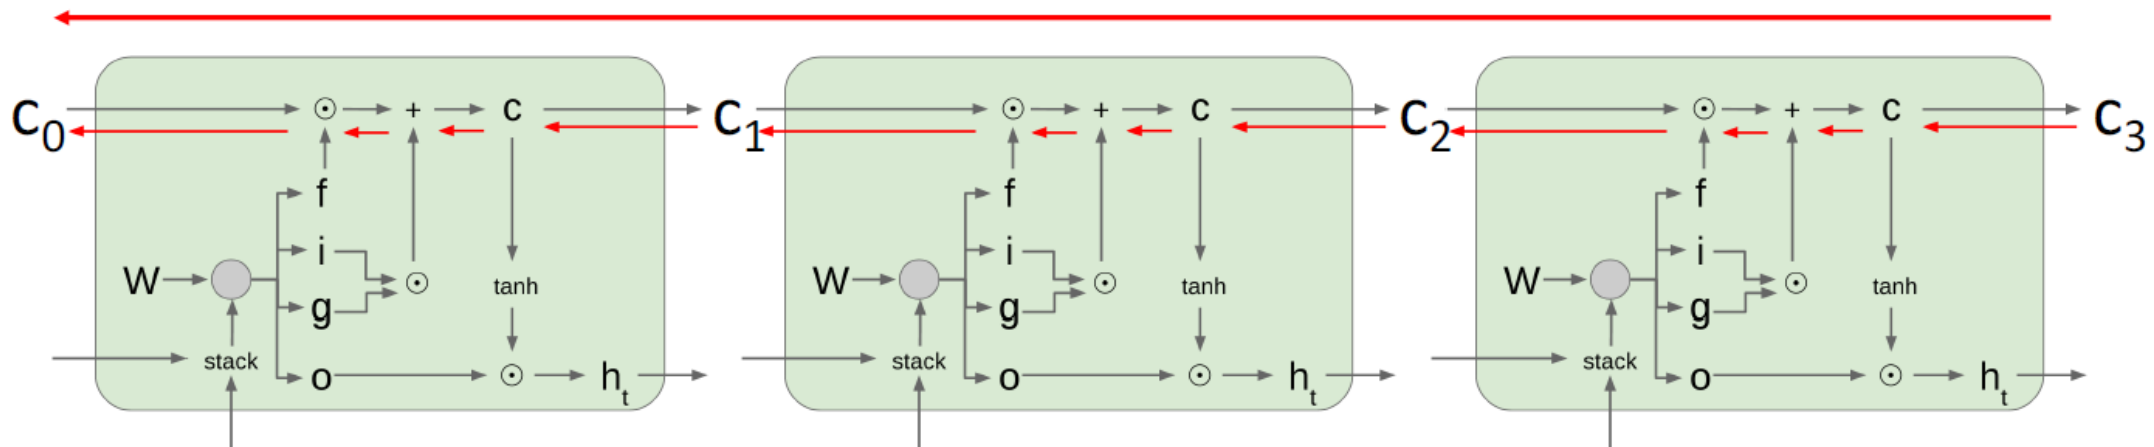 c0 ⊙ + c c1 ⊙ + c c2 ⊙ + c c3
f f f
i i i
W ⊙ tanh W ⊙ tanh W ⊙ tanh
g g g
stack stack stack
o ⊙ ht o ⊙ ht o ⊙ ht